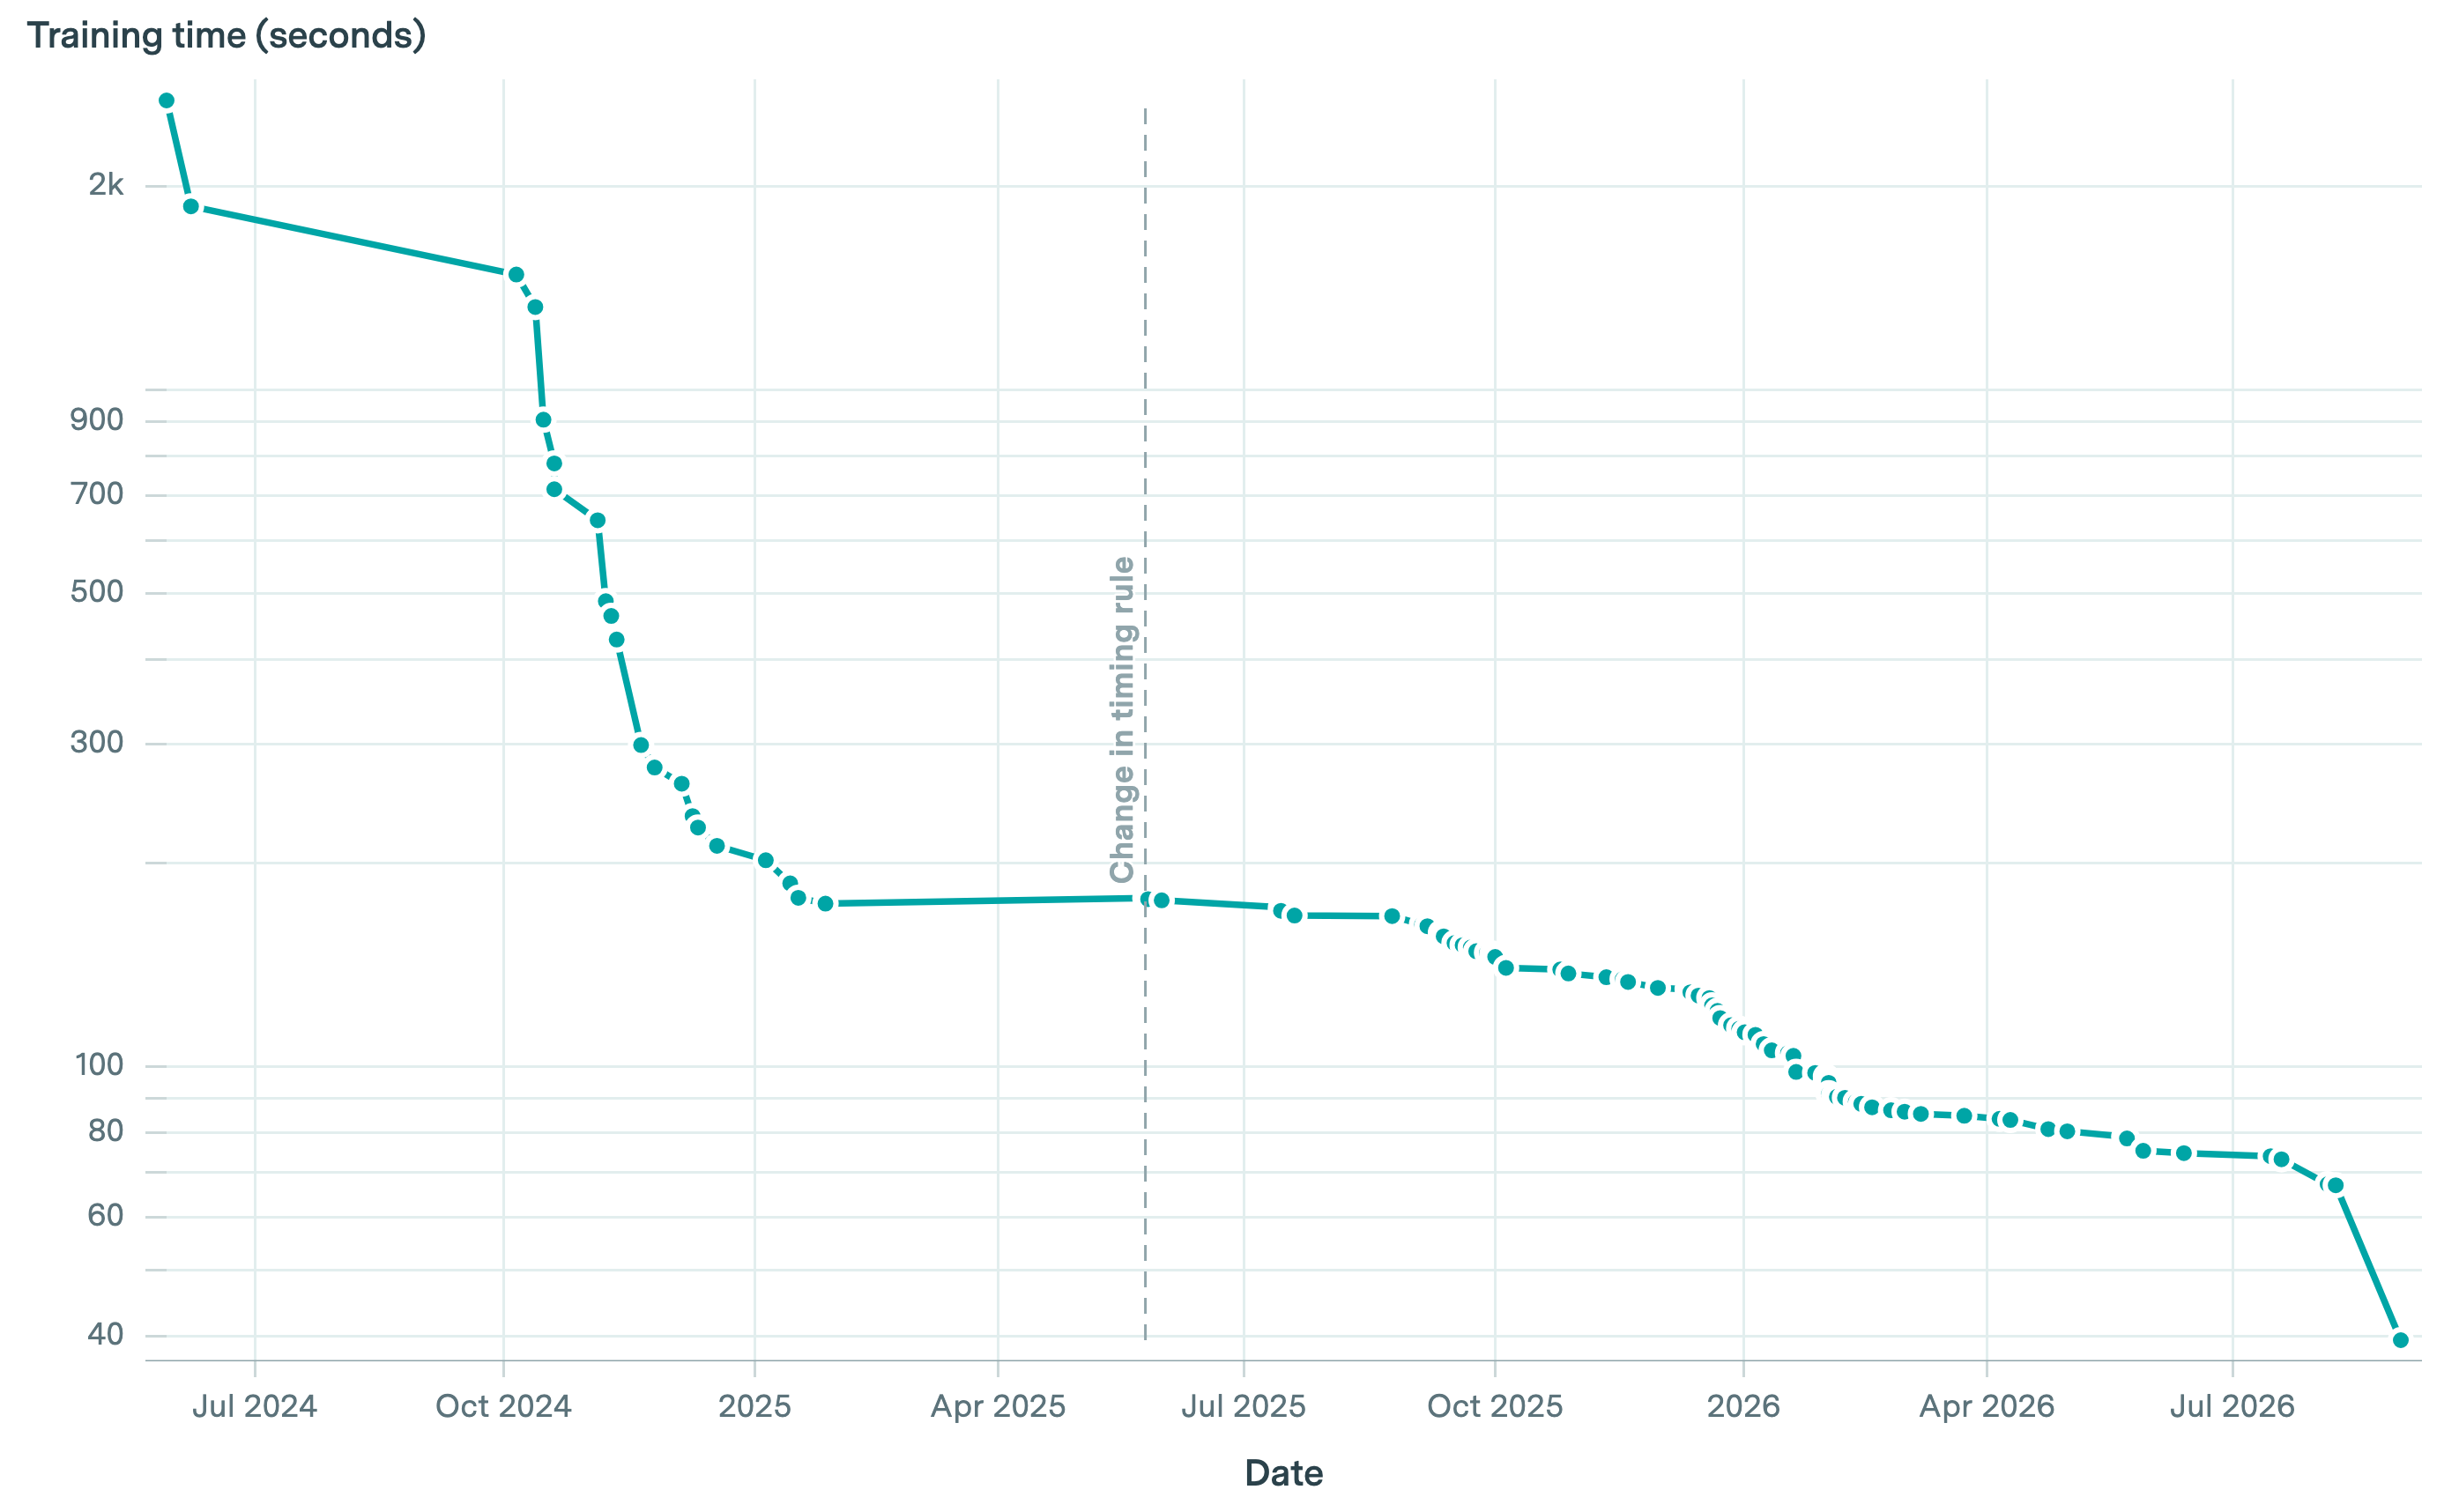 Training time (seconds)
2k
900
700
500
300
100
80
60
40
Change in timing rule
Jul 2024
Oct 2024
2025
Apr 2025
Jul 2025
Oct 2025
2026
Apr 2026
Jul 2026
Date